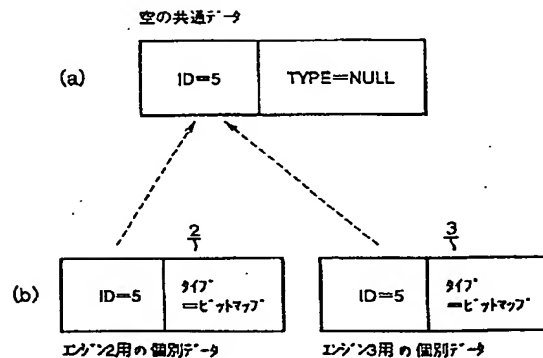 空の共通データ
(a)
ID=5
TYPE=NULL
2
3
(b)
ID=5
タイプ
=ビットマップ
ID=5
タイプ
=ビットマップ
エンジン2用の個別データ
エンジン3用の個別データ